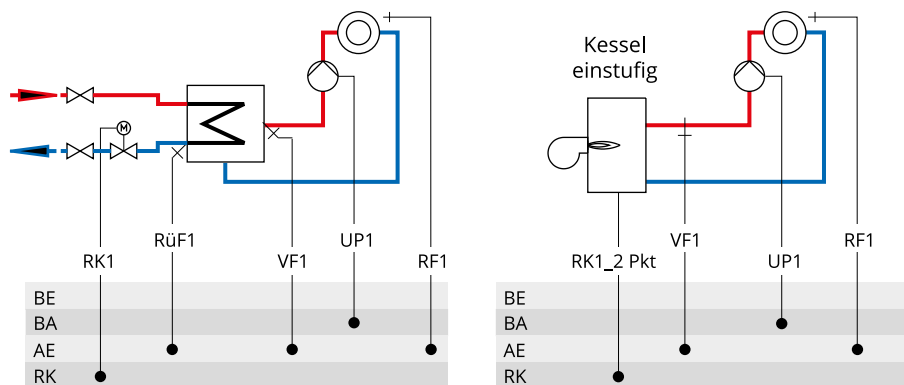 Kessel
einstufig
M
RüF1
UP1
RK1
VF1
RF1
VF1
RF1
RK1_2 Pkt
UP1
BE
BA
AE
RK
BE
BA
AE
RK